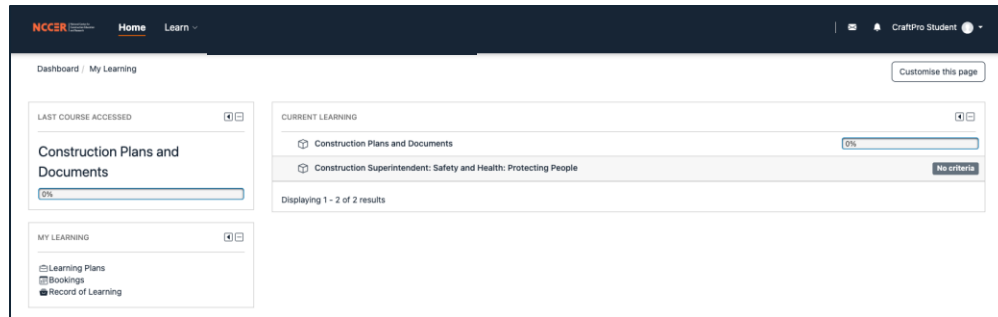 NCCER
Home
Learn
CraftPro Student
Dashboard / My Learning
Customise this page
LAST COURSE ACCESSED
Construction Plans and
Documents
0%
MY LEARNING
Learning Plans
Bookings
Record of Learning
CURRENT LEARNING
Construction Plans and Documents
0%
Construction Superintendent: Safety and Health: Protecting People
No criteria
Displaying 1 - 2 of 2 results